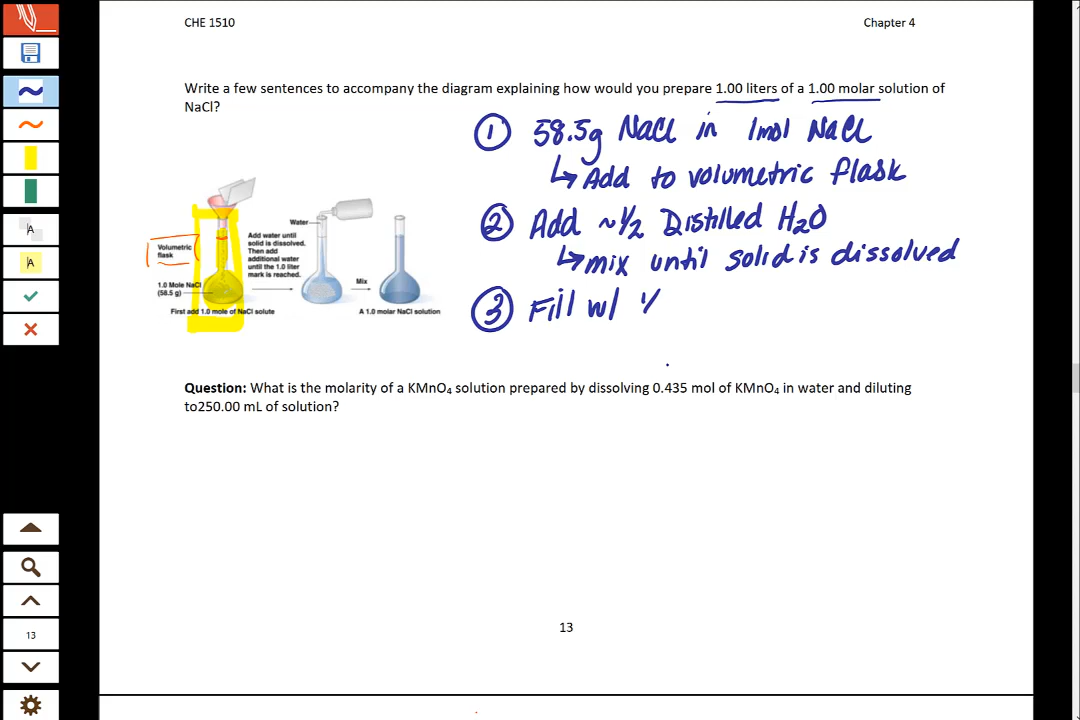 CHE 1510
Chapter 4
Write a few sentences to accompany the diagram explaining how would you prepare 1.00 liters of a 1.00 molar solution of
NaCl?
① 58.5g NaCl in 1mol NaCl
↳ Add to volumetric flask
② Add ~1/2 Distilled H₂O
↳ mix until solid is dissolved
③ Fill w/
Volumetric
flask
1.0 Mole NaCl
(58.5 g)
First add 1.0 mole of NaCl solute
Water
Add water until
solid is dissolved.
Then add
additional water
until the 1.0 liter
mark is reached.
Mix
A 1.0 molar NaCl solution
Question: What is the molarity of a KMnO₄ solution prepared by dissolving 0.435 mol of KMnO₄ in water and diluting
to250.00 mL of solution?
13
A
A
13